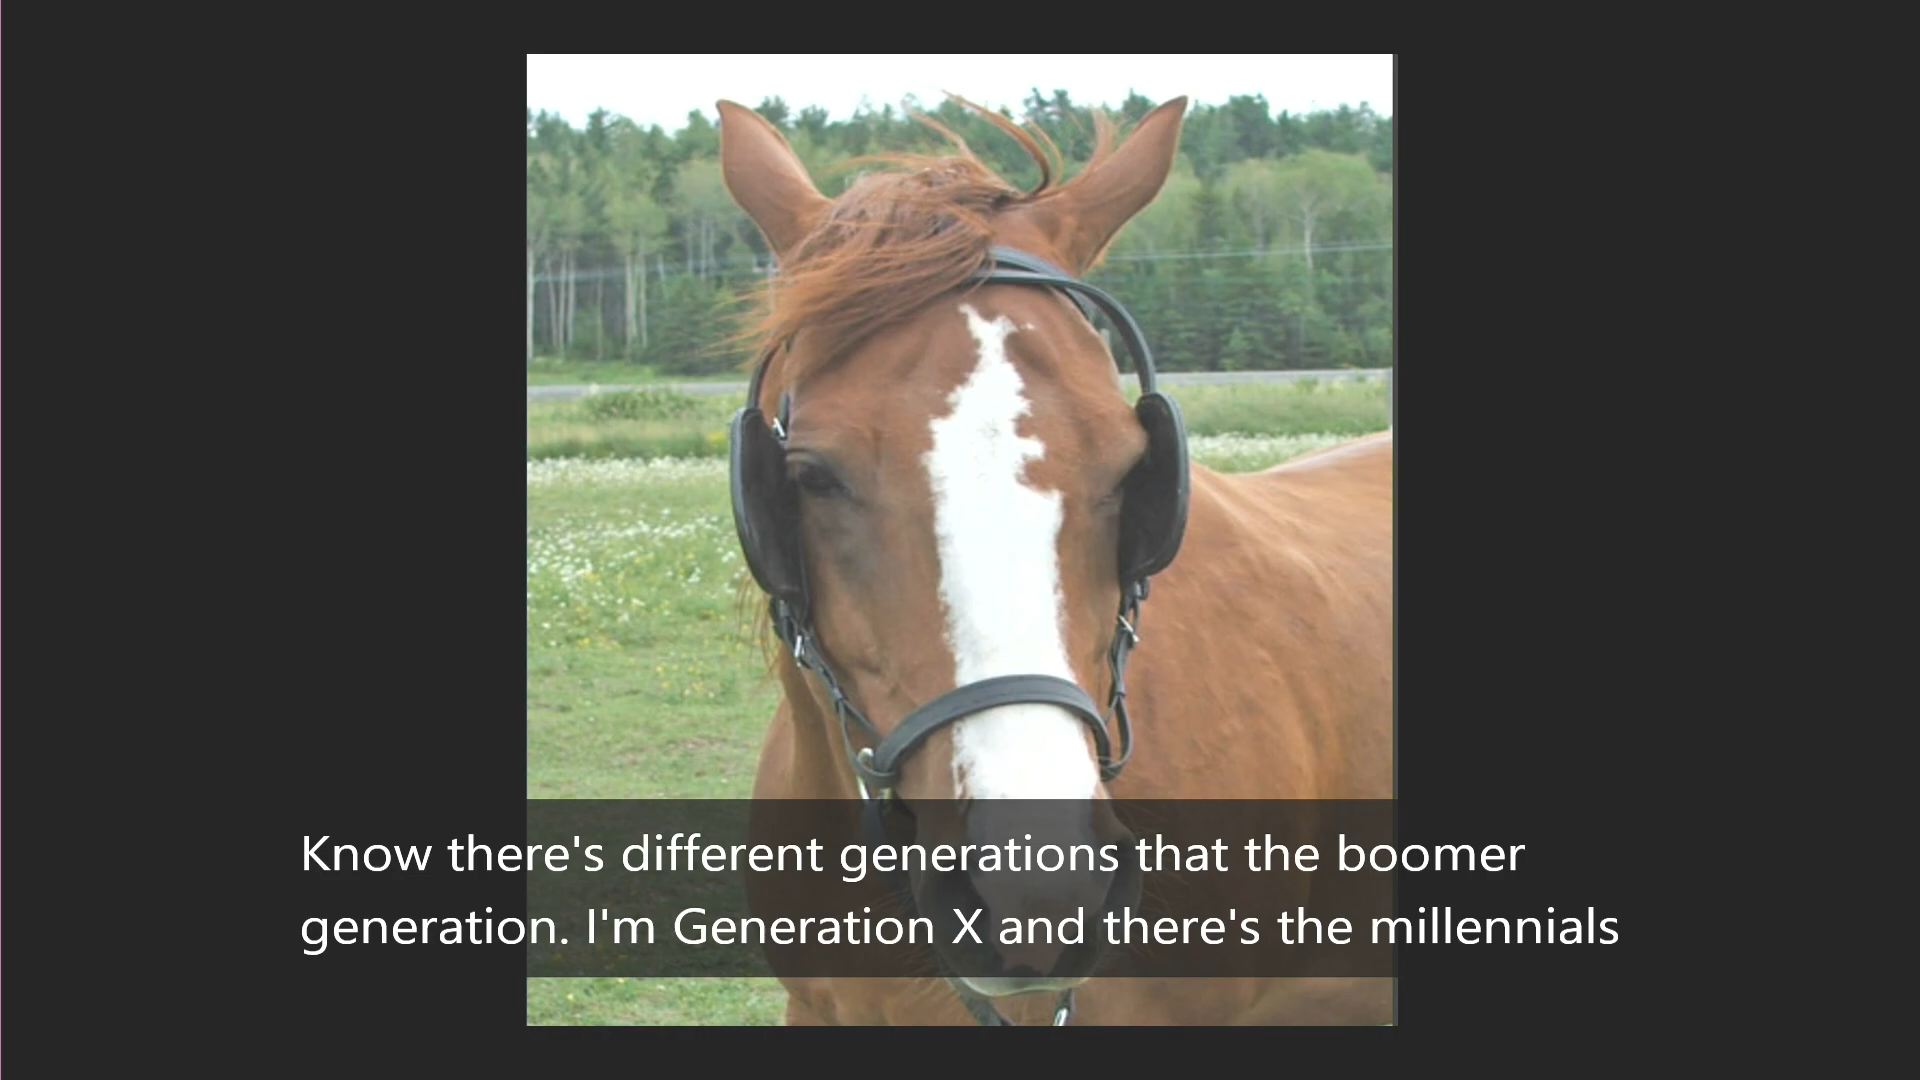 Know there's different generations that the boomer
generation. I'm Generation X and there's the millennials